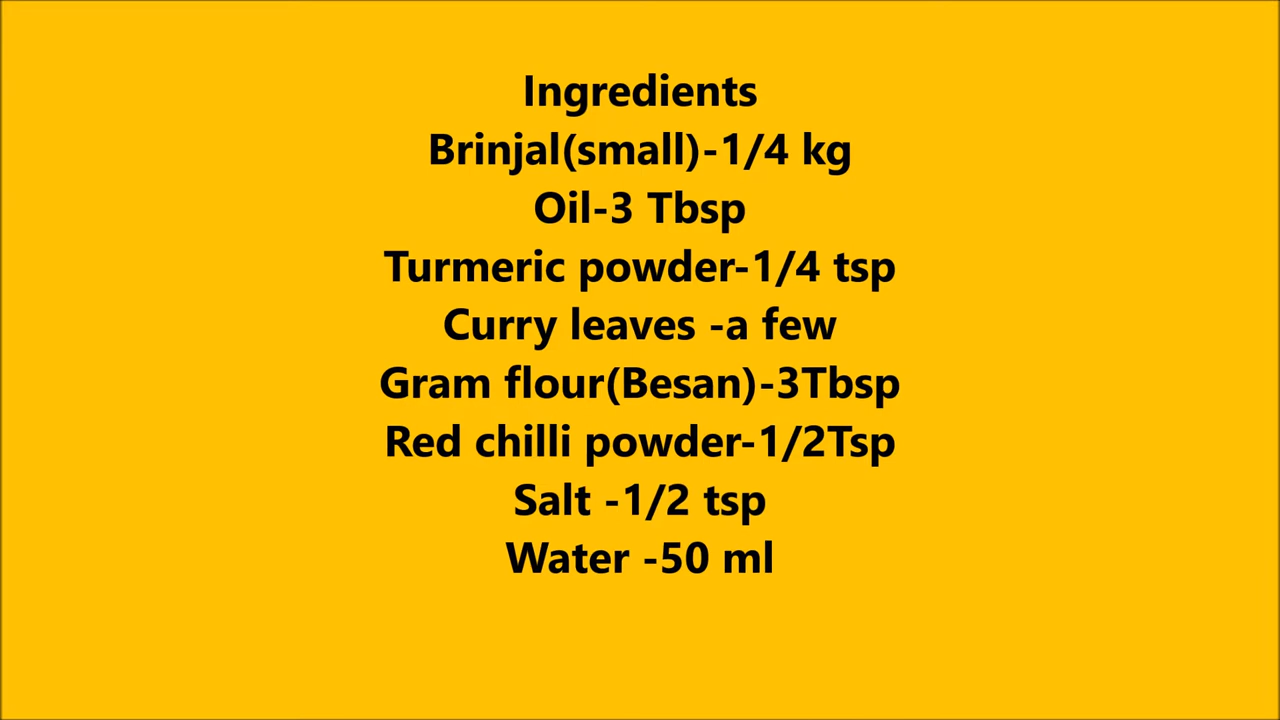 Ingredients
Brinjal(small)-1/4 kg
Oil-3 Tbsp
Turmeric powder-1/4 tsp
Curry leaves -a few
Gram flour(Besan)-3Tbsp
Red chilli powder-1/2Tsp
Salt -1/2 tsp
Water -50 ml